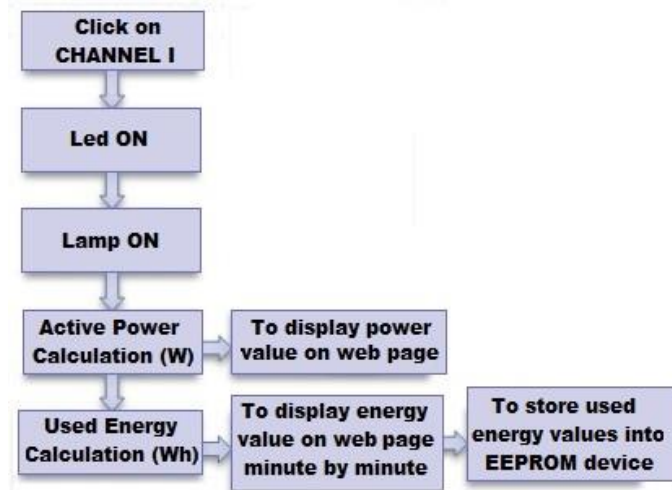 Click on
CHANNEL I
Led ON
Lamp ON
Active Power
Calculation (W)
To display power
value on web page
Used Energy
Calculation (Wh)
To display energy
value on web page
minute by minute
To store used
energy values into
EEPROM device